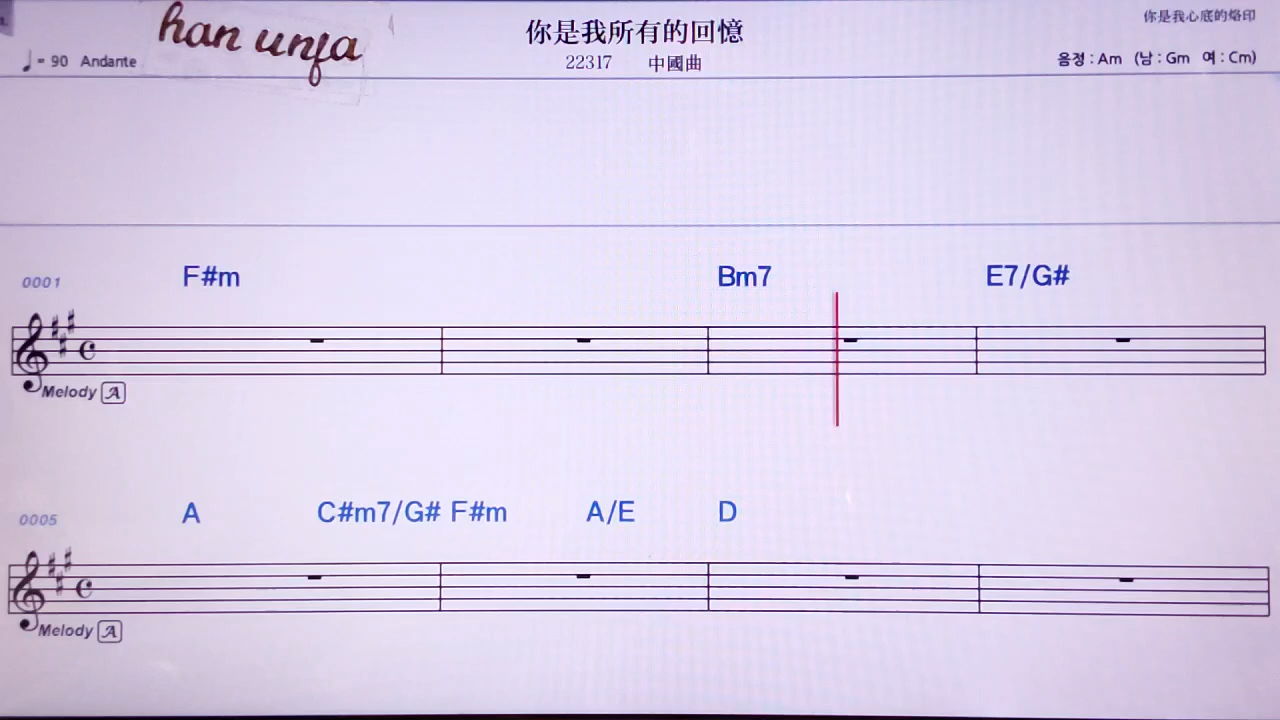 han unfa
你是我所有的回憶
你是我心底的烙印
♩= 90 Andante
22317 中國曲
음정 : Am (남 : Gm 여 : Cm)
0001 F#m Bm7 E7/G#
Melody A
0005 A C#m7/G# F#m A/E D
Melody A